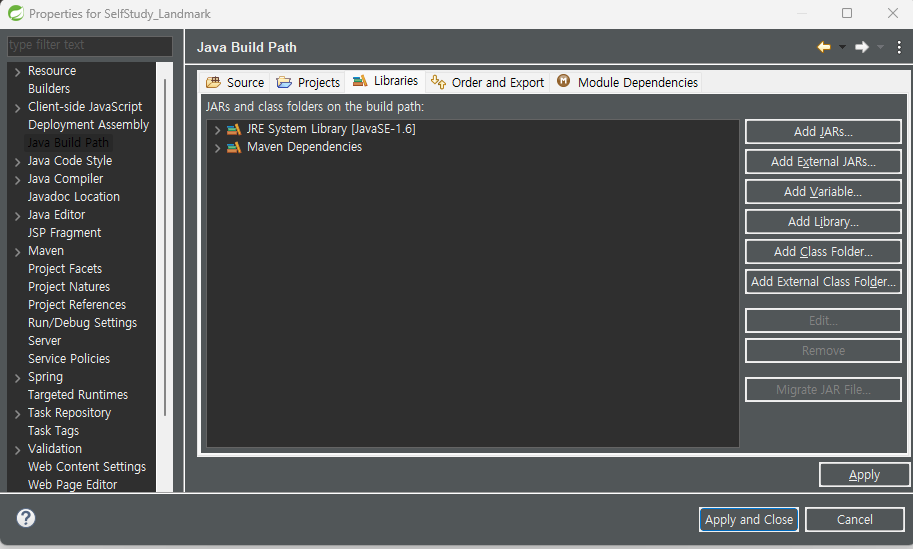 Properties for SelfStudy_Landmark
type filter text
Resource
Builders
Client-side JavaScript
Deployment Assembly
Java Build Path
Java Code Style
Java Compiler
Javadoc Location
Java Editor
JSP Fragment
Maven
Project Facets
Project Natures
Project References
Run/Debug Settings
Server
Service Policies
Spring
Targeted Runtimes
Task Repository
Task Tags
Validation
Web Content Settings
Web Page Editor
Java Build Path
Source Projects Libraries Order and Export Module Dependencies
JARs and class folders on the build path:
JRE System Library [JavaSE-1.6]
Maven Dependencies
Add JARs...
Add External JARs...
Add Variable...
Add Library...
Add Class Folder...
Add External Class Folder...
Edit...
Remove
Migrate JAR File...
Apply
Apply and Close
Cancel